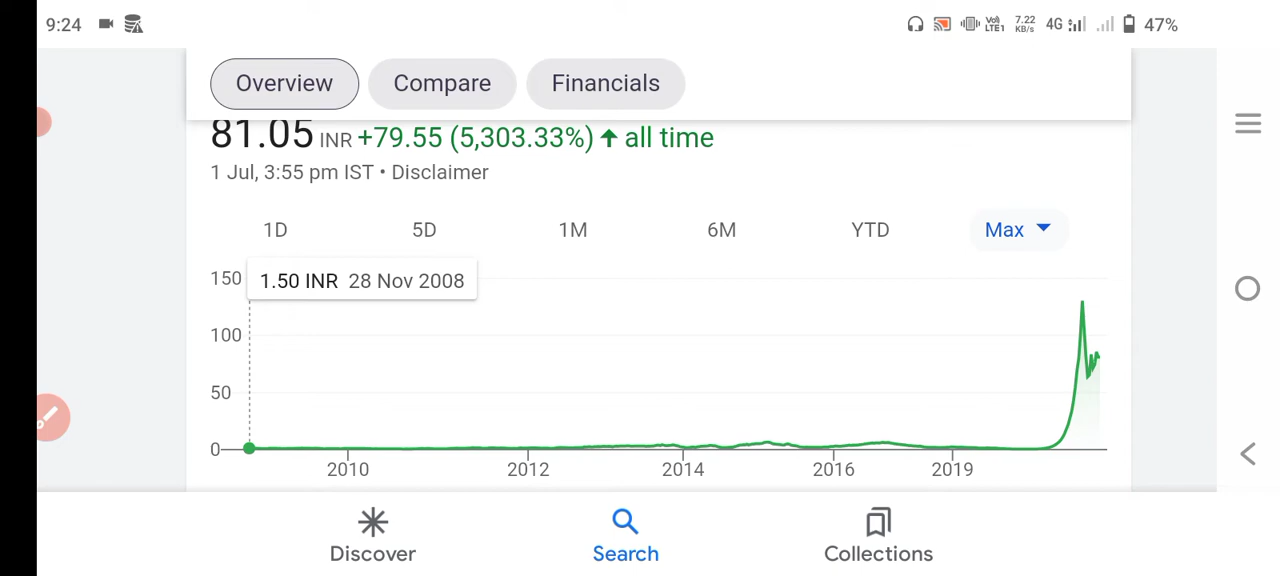 9:24
Vo) LTE1 7.22 KB/s 4G 47%
Overview Compare Financials
81.05 INR +79.55 (5,303.33%) ↑ all time
1 Jul, 3:55 pm IST • Disclaimer
1D 5D 1M 6M YTD Max
150
1.50 INR 28 Nov 2008
100
50
0
2010 2012 2014 2016 2019
Discover Search Collections